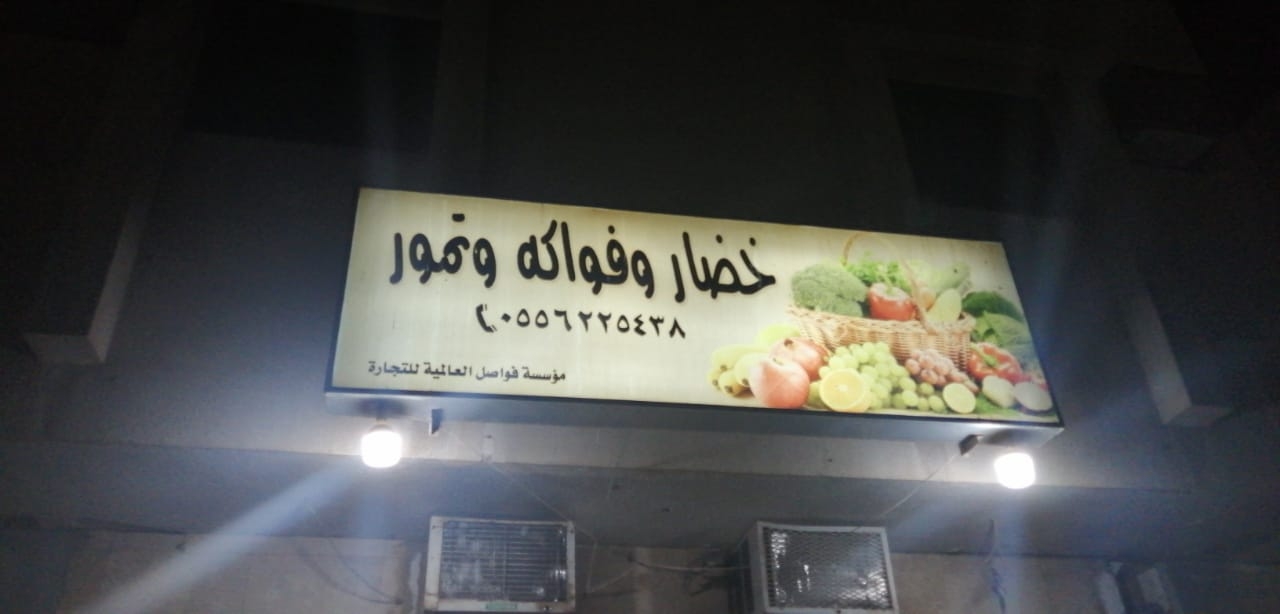 خضار وفواكه وتمور
٠٥٥٦٢٢٥٤٣٨
مؤسسة فواصل العالمية للتجارة